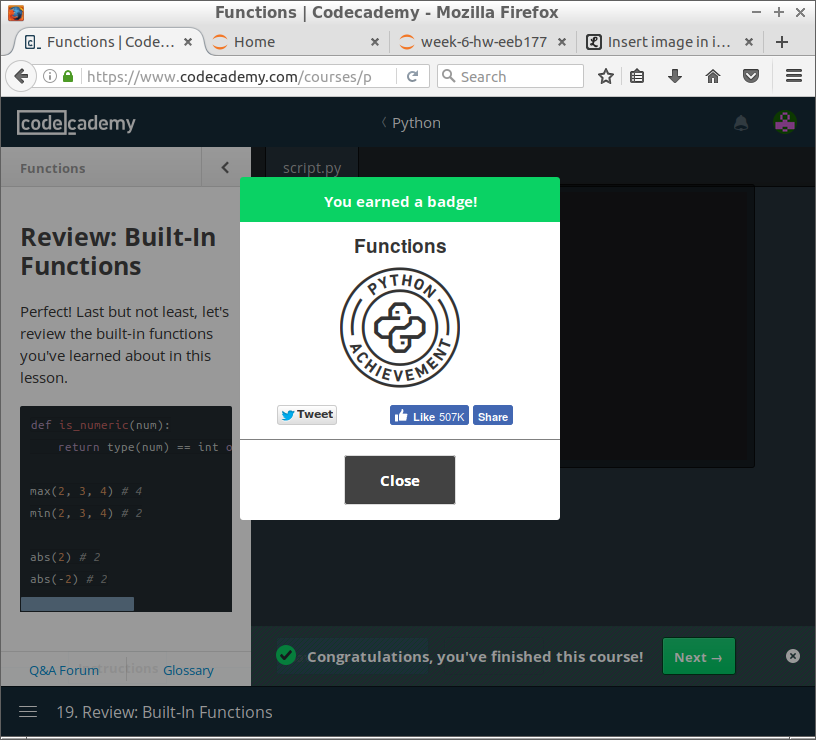 Functions | Codecademy - Mozilla Firefox
Functions | Code...
Home
week-6-hw-eeb177
Insert image in i...
https://www.codecademy.com/courses/p
Search
codecademy
Python
Functions
script.py
You earned a badge!
Functions
PYTHON
ACHIEVEMENT
Tweet
Like 507K
Share
Close
Review: Built-In
Functions
Perfect! Last but not least, let's
review the built-in functions
you've learned about in this
lesson.
def is_numeric(num):
return type(num) == int o
max(2, 3, 4) # 4
min(2, 3, 4) # 2
abs(2) # 2
abs(-2) # 2
Instructions
Q&A Forum
Glossary
Congratulations, you've finished this course!
Next →
19. Review: Built-In Functions